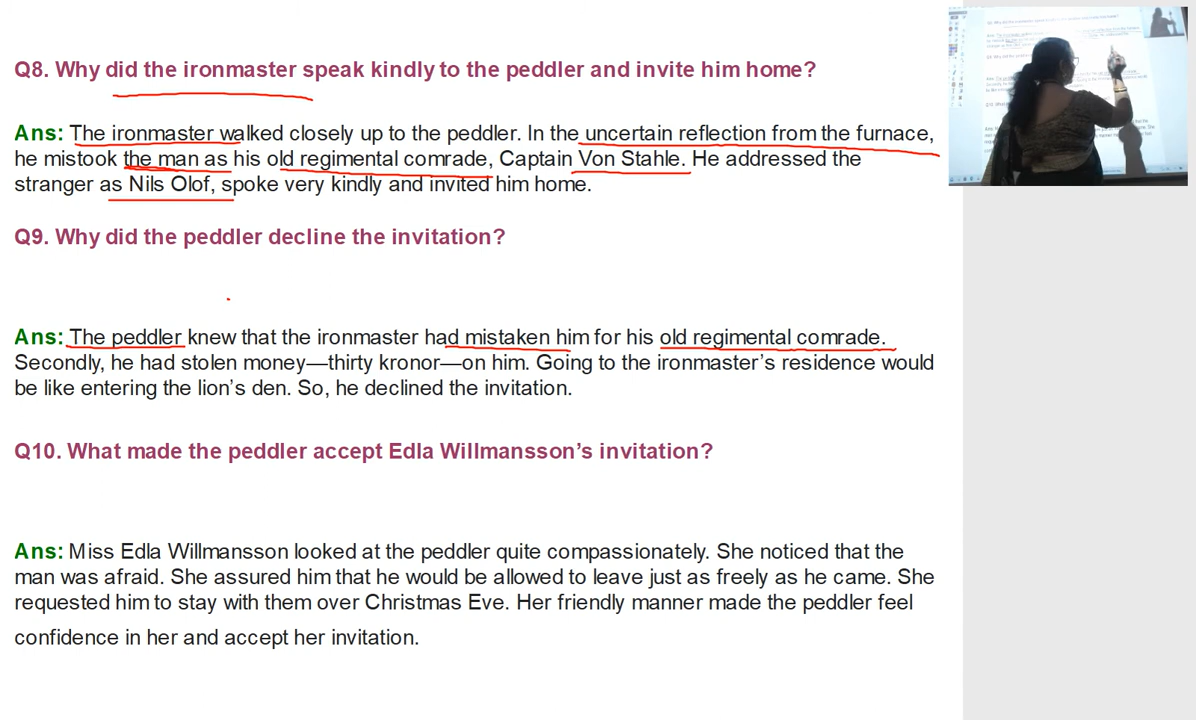 Q8. Why did the ironmaster speak kindly to the peddler and invite him home?
Ans: The ironmaster walked closely up to the peddler. In the uncertain reflection from the furnace,
he mistook the man as his old regimental comrade, Captain Von Stahle. He addressed the
stranger as Nils Olof, spoke very kindly and invited him home.
Q9. Why did the peddler decline the invitation?
Ans: The peddler knew that the ironmaster had mistaken him for his old regimental comrade.
Secondly, he had stolen money—thirty kronor—on him. Going to the ironmaster’s residence would
be like entering the lion’s den. So, he declined the invitation.
Q10. What made the peddler accept Edla Willmansson’s invitation?
Ans: Miss Edla Willmansson looked at the peddler quite compassionately. She noticed that the
man was afraid. She assured him that he would be allowed to leave just as freely as he came. She
requested him to stay with them over Christmas Eve. Her friendly manner made the peddler feel
confidence in her and accept her invitation.